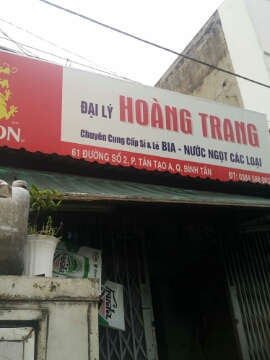 ĐẠI LÝ HOÀNG TRANG
Chuyên Cung Cấp Sỉ & Lẻ BIA - NƯỚC NGỌT CÁC LOẠI
61 ĐƯỜNG SỐ 2, P, TÂN TẠO A, Q, BÌNH TÂN